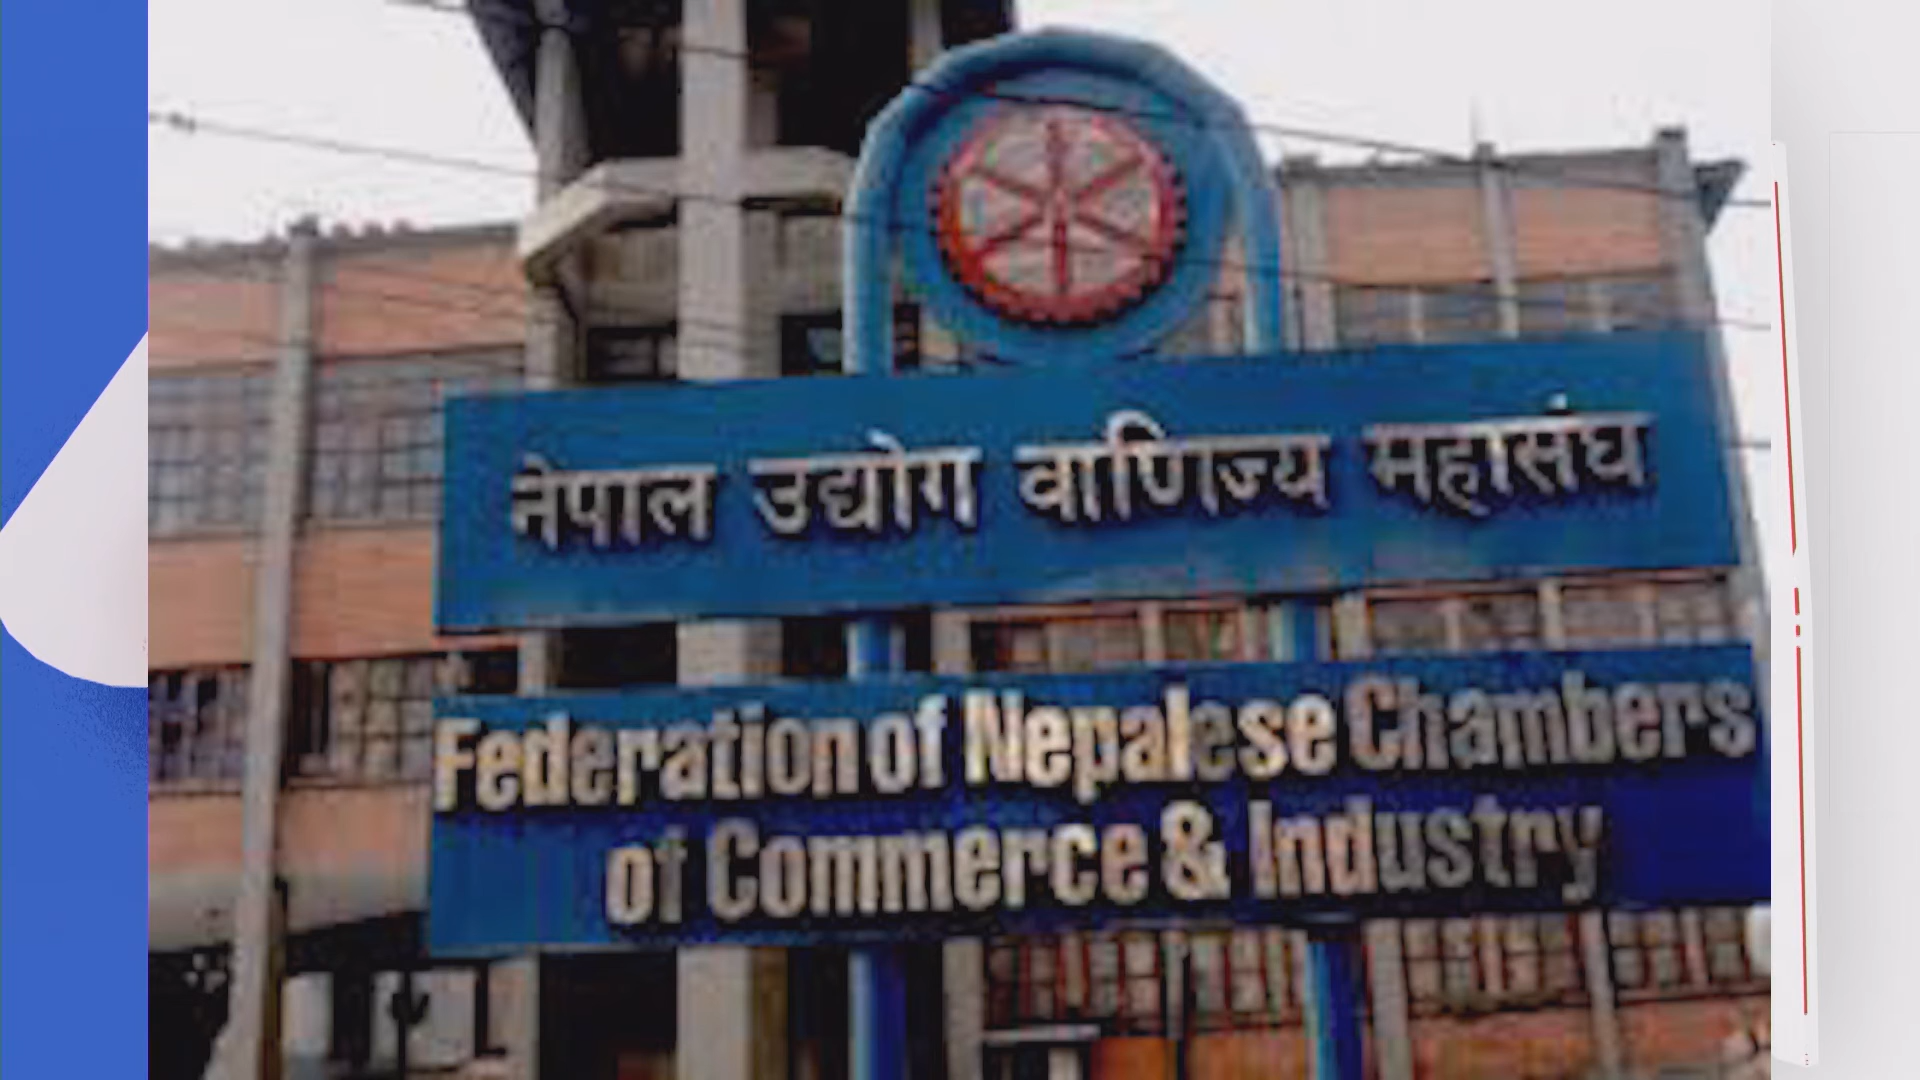 नेपाल उद्योग वाणिज्य महासंघ
Federation of Nepalese Chambers
of Commerce & Industry